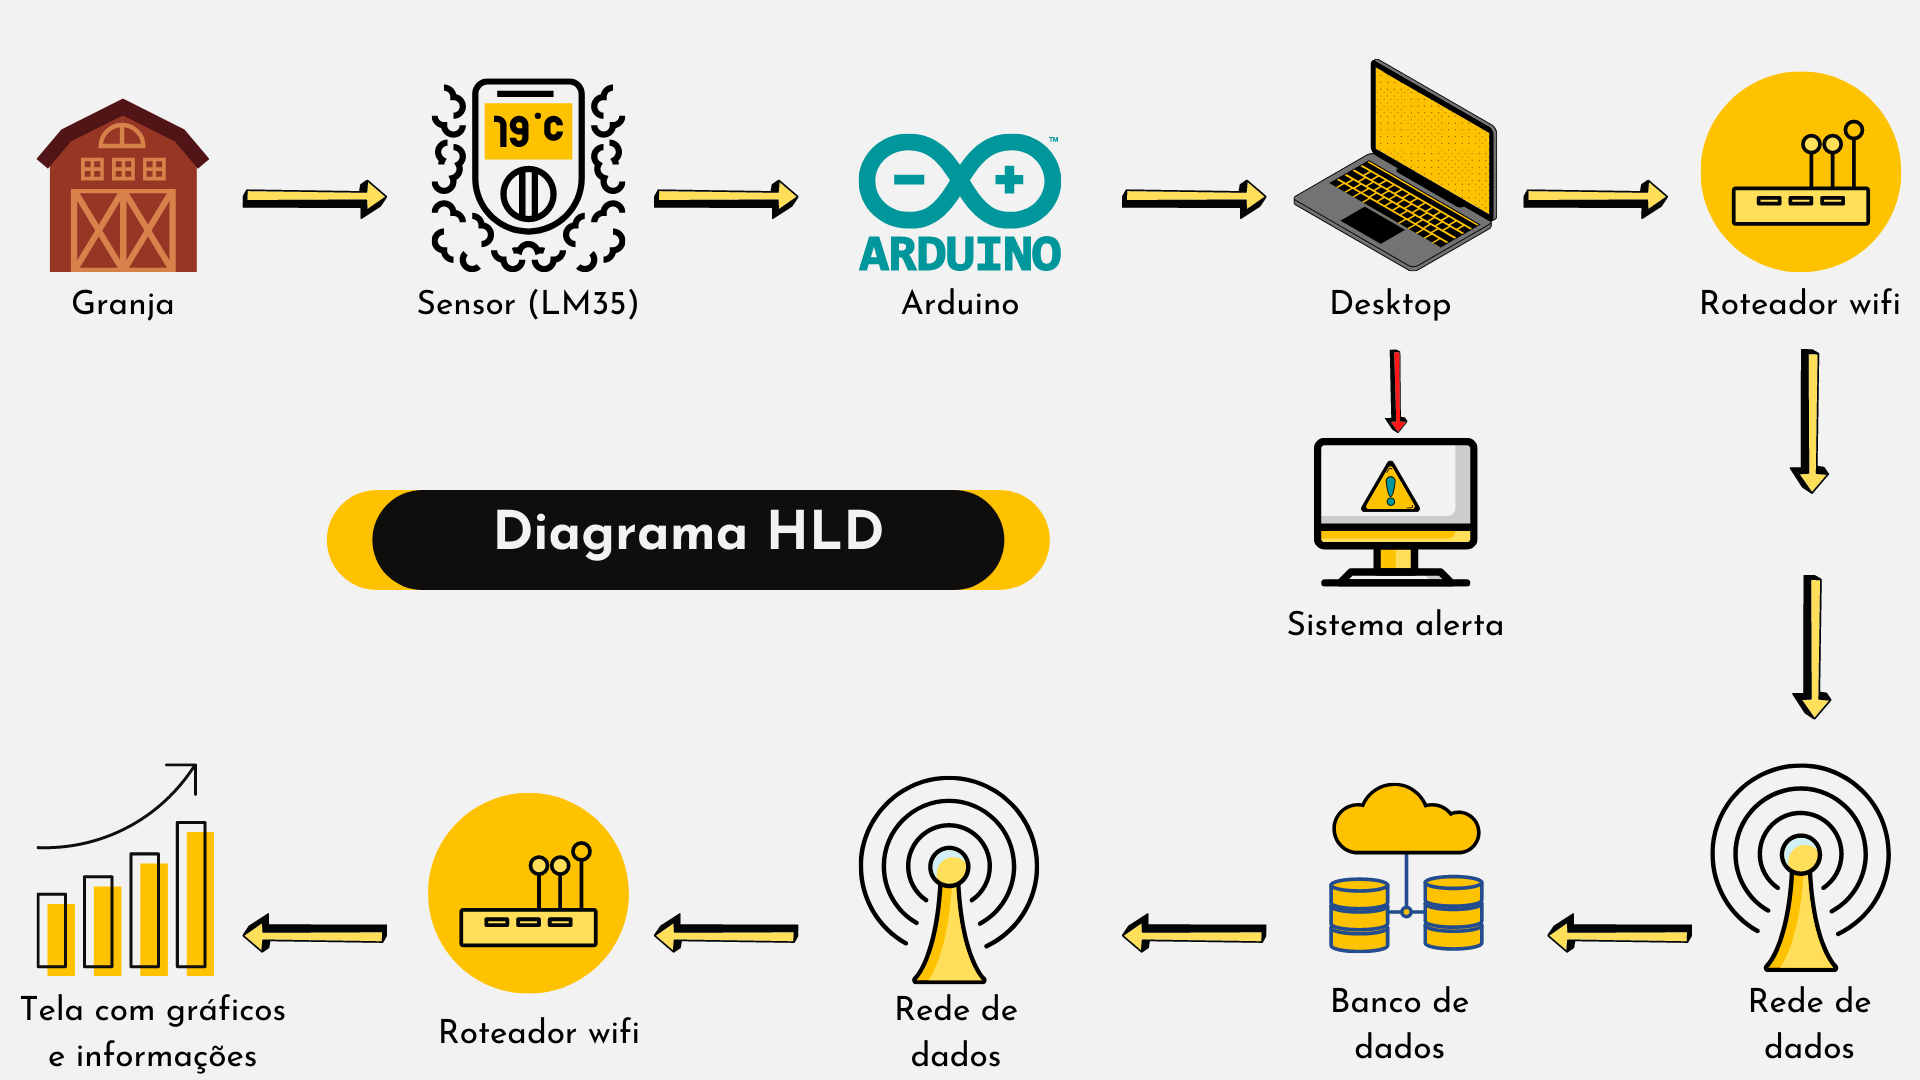 19°C
™
ARDUINO
Granja
Sensor (LM35)
Arduino
Desktop
Roteador wifi
Diagrama HLD
Sistema alerta
Tela com gráficos
e informações
Roteador wifi
Rede de
dados
Banco de
dados
Rede de
dados